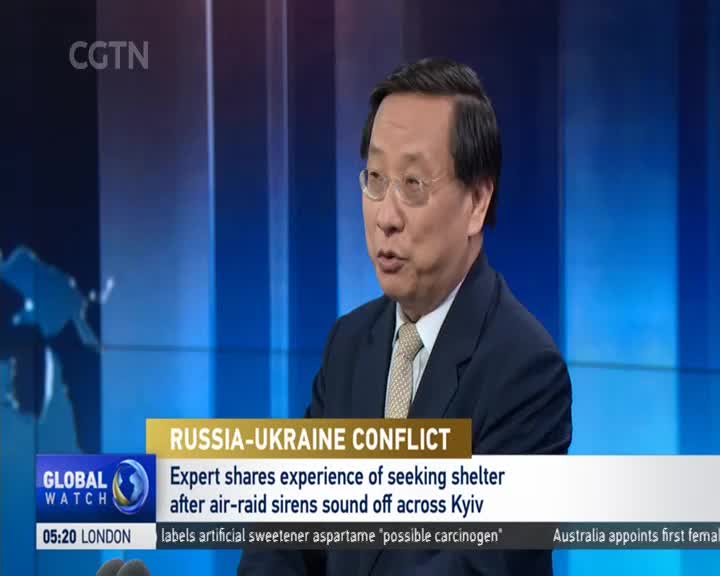 CGTN
RUSSIA-UKRAINE CONFLICT
Expert shares experience of seeking shelter
after air-raid sirens sound off across Kyiv
GLOBAL
WATCH
05:20 LONDON
labels artificial sweetener aspartame "possible carcinogen" Australia appoints first femal